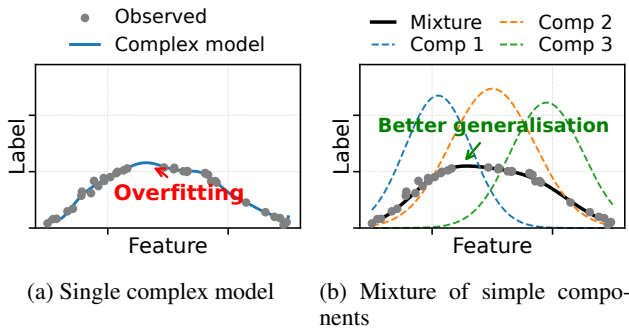 Observed
Complex model
Label
Overfitting
Feature
(a) Single complex model
Mixture
Comp 1
Comp 2
Comp 3
Label
Better generalisation
Feature
(b) Mixture of simple compo-
nents